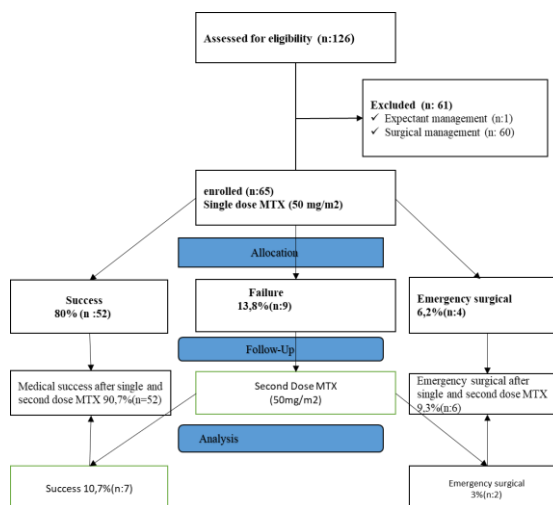 Assessed for eligibility (n:126)
Excluded (n: 61)
✓ Expectant management (n:1)
✓ Surgical management (n: 60)
enrolled (n:65)
Single dose MTX (50 mg/m2)
Allocation
Success
80% (n :52)
Failure
13,8%(n:9)
Emergency surgical
6,2%(n:4)
Follow-Up
Medical success after single and
second dose MTX 90,7%(n=52)
Second Dose MTX
(50mg/m2)
Emergency surgical after
single and second dose MTX
9,3%(n:6)
Analysis
Success 10,7%(n:7)
Emergency surgical
3%(n:2)